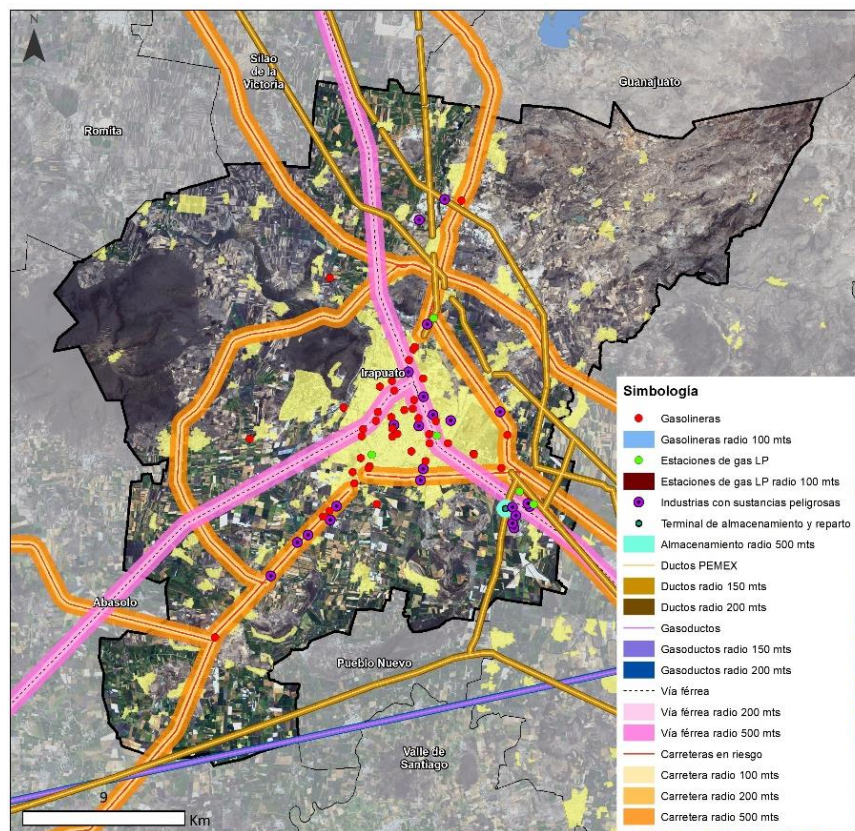 N
Silao
de la
Victoria
Guanajuato
Romita
Irapuato
Abasolo
Pueblo Nuevo
Valle de
Santiago
9
Km
Simbología
Gasolineras
Gasolineras radio 100 mts
Estaciones de gas LP
Estaciones de gas LP radio 100 mts
Industrias con sustancias peligrosas
Terminal de almacenamiento y reparto
Almacenamiento radio 500 mts
Ductos PEMEX
Ductos radio 150 mts
Ductos radio 200 mts
Gasoductos
Gasoductos radio 150 mts
Gasoductos radio 200 mts
Vía férrea
Vía férrea radio 200 mts
Vía férrea radio 500 mts
Carreteras en riesgo
Carretera radio 100 mts
Carretera radio 200 mts
Carretera radio 500 mts